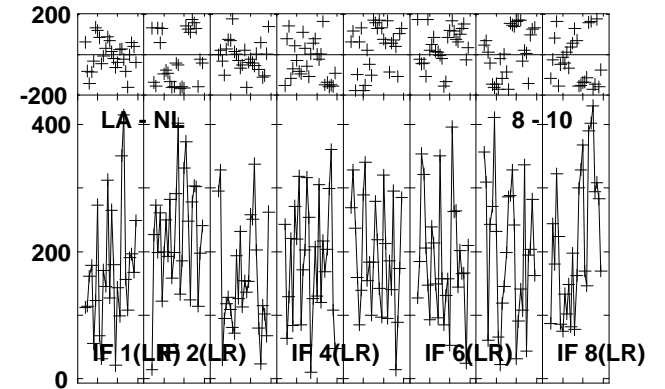 200
-200
400
LA - NL
8 - 10
200
0
IF 1(LR)
IF 2(LR)
IF 4(LR)
IF 6(LR)
IF 8(LR)